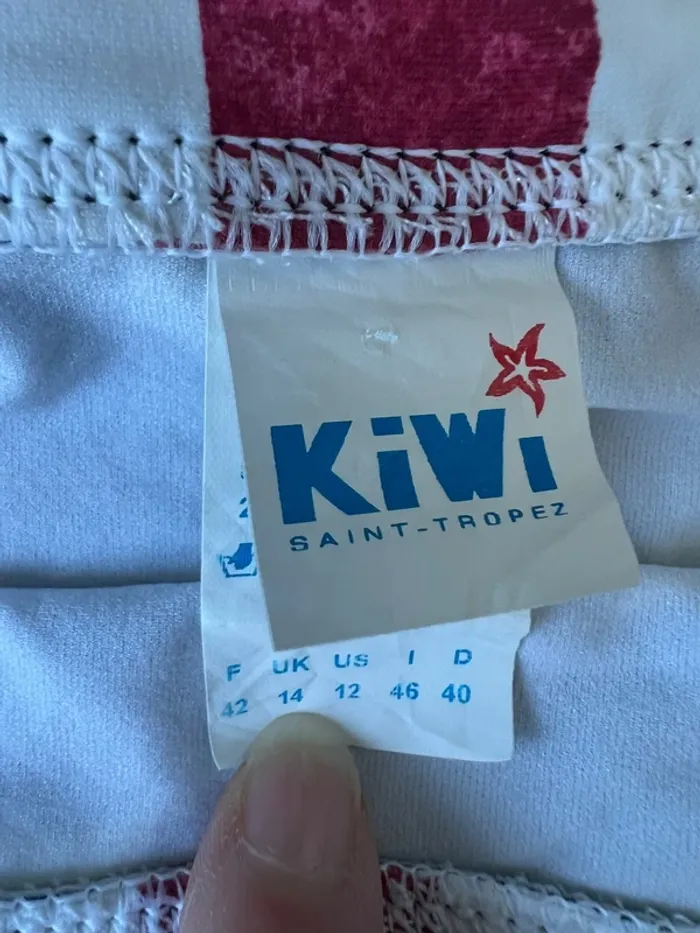 KiWi
SAINT-TROPEZ
F UK US I D
42 14 12 46 40